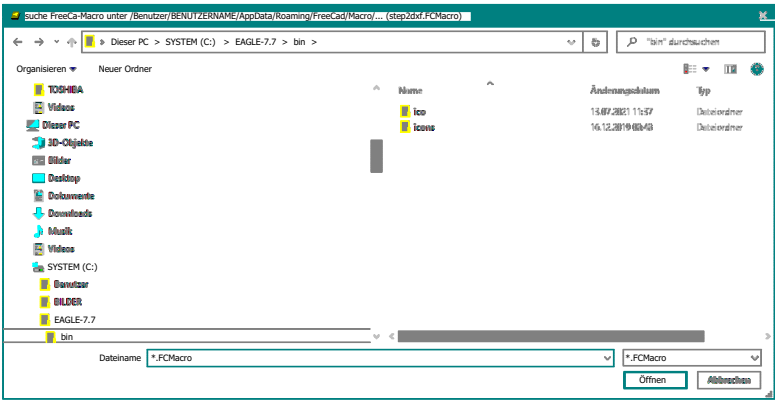 suche FreeCa-Macro unter /Benutzer/BENUTZERNAME/AppData/Roaming/FreeCad/Macro/... (step2dxf.FCMacro)
» Dieser PC > SYSTEM (C:) > EAGLE-7.7 > bin >
"bin" durchsuchen
Organisieren Neuer Ordner
TOSHIBA
Videos
Dieser PC
3D-Objekte
Bilder
Desktop
Dokumente
Downloads
Musik
Videos
SYSTEM (C:)
Benutzer
BILDER
EAGLE-7.7
bin
Name Änderungsdatum Typ
ico 13.07.2021 11:37 Dateiordner
icons 16.12.2019 Dateiordner
Dateiname *.FCMacro *.FCMacro
Öffnen Abbrechen